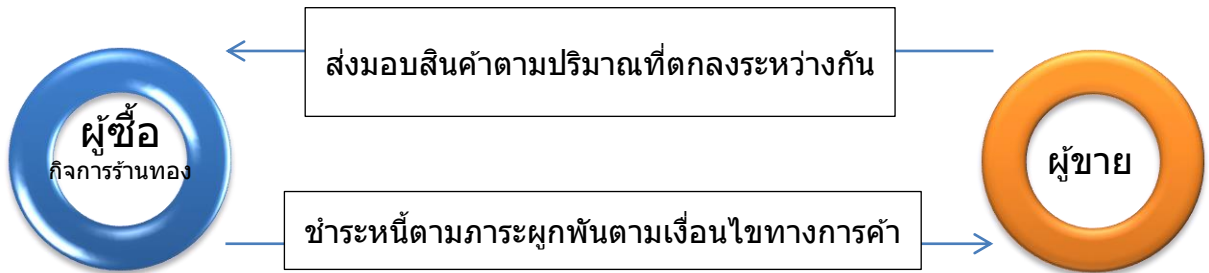 ส่งมอบสินค้าตามปริมาณที่ตกลงระหว่างกัน
ผู้ซื้อ
กิจการร้านทอง
ผู้ขาย
ชำระหนี้ตามภาระผูกพันตามเงื่อนไขทางการค้า